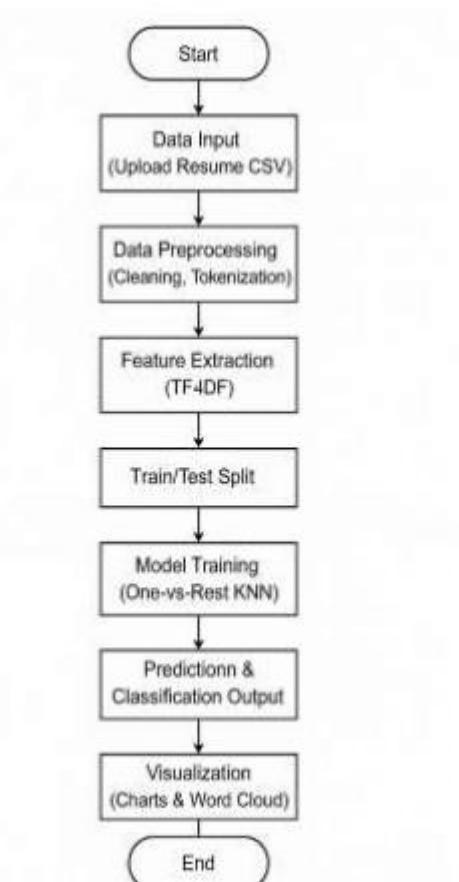 Start
Data Input
(Upload Resume CSV)
Data Preprocessing
(Cleaning, Tokenization)
Feature Extraction
(TF4DF)
Train/Test Split
Model Training
(One-vs-Rest KNN)
Predictionn &
Classification Output
Visualization
(Charts & Word Cloud)
End